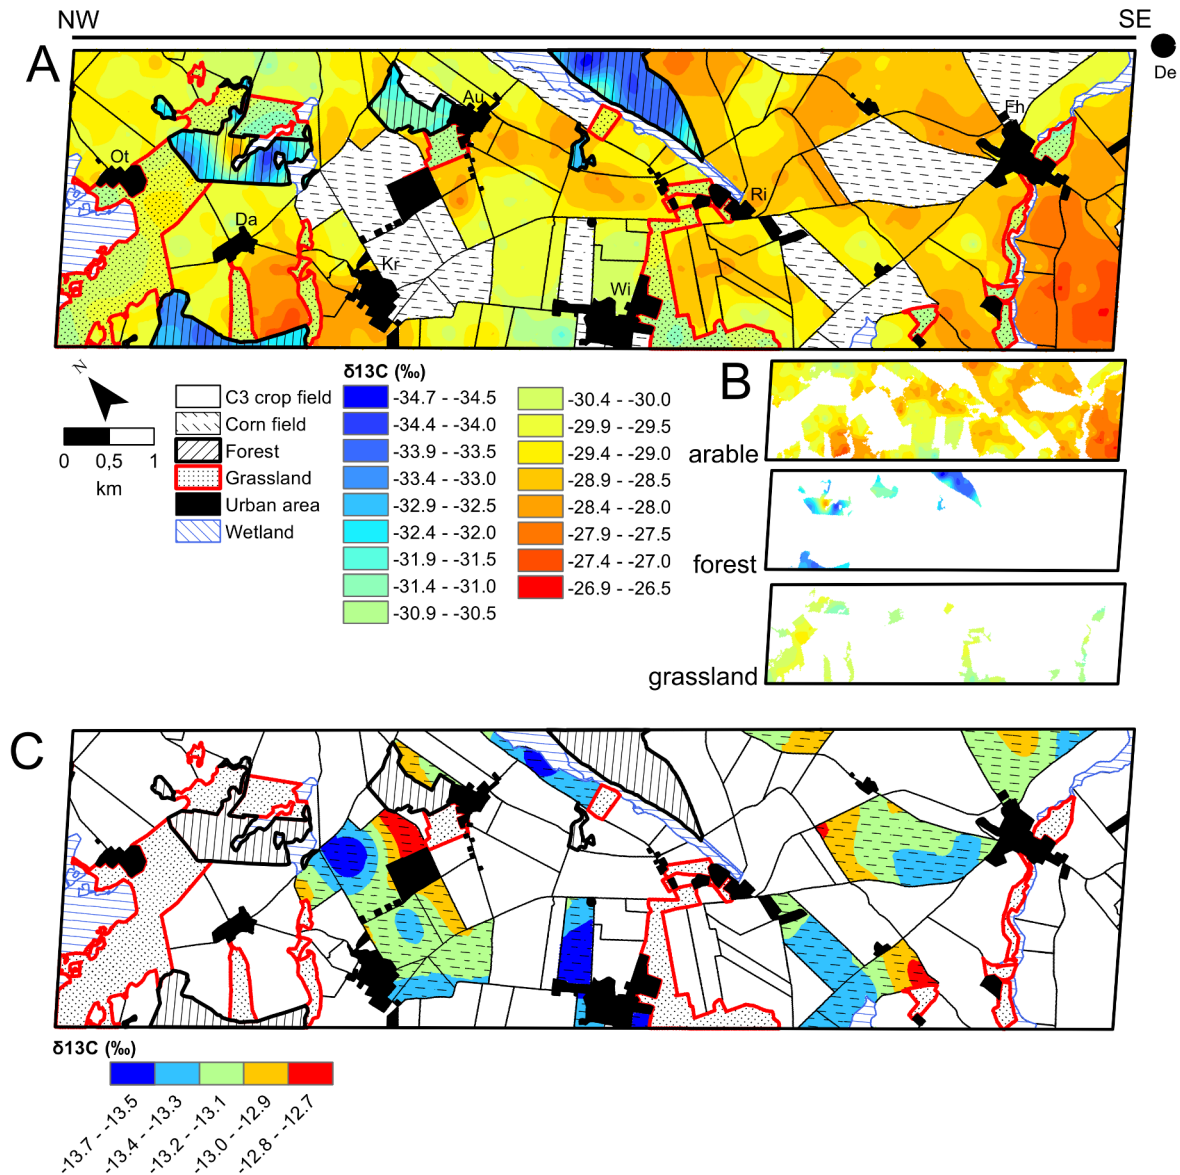 NW
SE
De
A
Au
Fh
Ot
Ri
Da
Kr
Wi
N
0 0,5 1
km
C3 crop field
Corn field
Forest
Grassland
Urban area
Wetland
δ13C (‰)
-34.7 - -34.5
-34.4 - -34.0
-33.9 - -33.5
-33.4 - -33.0
-32.9 - -32.5
-32.4 - -32.0
-31.9 - -31.5
-31.4 - -31.0
-30.9 - -30.5
-30.4 - -30.0
-29.9 - -29.5
-29.4 - -29.0
-28.9 - -28.5
-28.4 - -28.0
-27.9 - -27.5
-27.4 - -27.0
-26.9 - -26.5
B
arable
forest
grassland
C
δ13C (‰)
-13.7 - -13.5
-13.4 - -13.3
-13.2 - -13.1
-13.0 - -12.9
-12.8 - -12.7